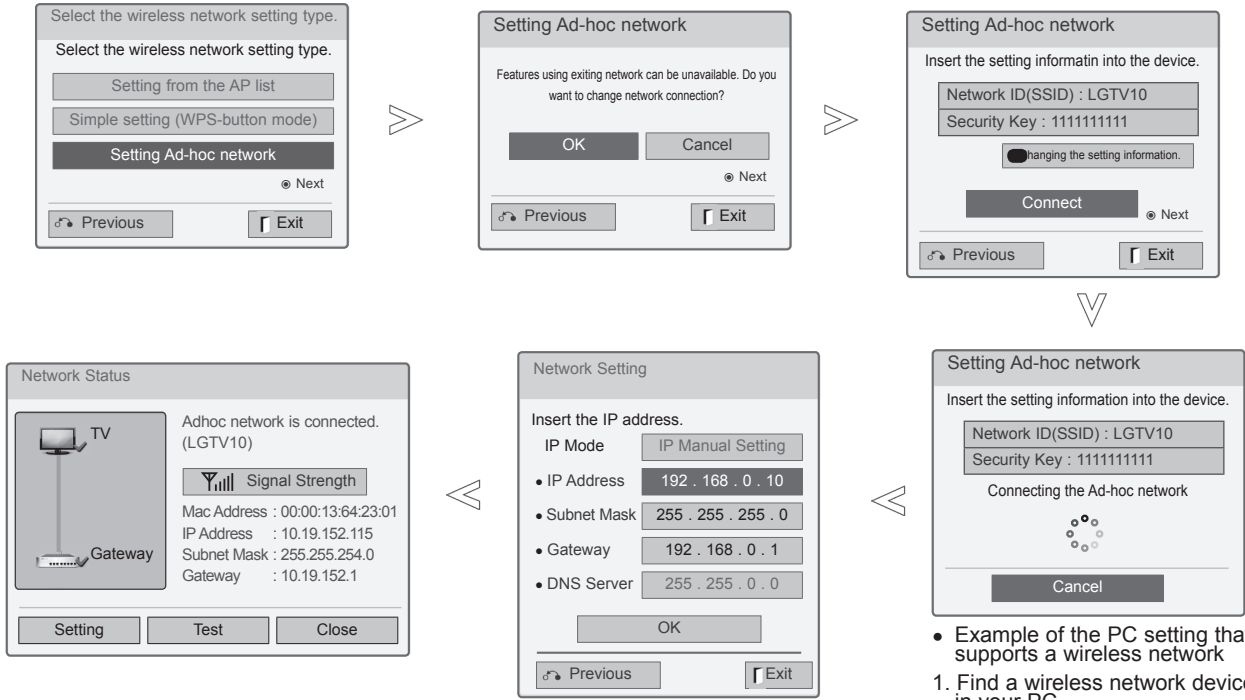 Select the wireless network setting type.
Select the wireless network setting type.
Setting from the AP list
Simple setting (WPS-button mode)
Setting Ad-hoc network
Next
Previous
Exit
Setting Ad-hoc network
Features using exiting network can be unavailable. Do you
want to change network connection?
OK
Cancel
Next
Previous
Exit
Setting Ad-hoc network
Insert the setting informatin into the device.
Network ID(SSID) : LGTV10
Security Key : 1111111111
hanging the setting information.
Connect
Next
Previous
Exit
Setting Ad-hoc network
Insert the setting information into the device.
Network ID(SSID) : LGTV10
Security Key : 1111111111
Connecting the Ad-hoc network
Cancel
Network Setting
Insert the IP address.
IP Mode IP Manual Setting
• IP Address 192 . 168 . 0 . 10
• Subnet Mask 255 . 255 . 255 . 0
• Gateway 192 . 168 . 0 . 1
• DNS Server 255 . 255 . 0 . 0
OK
Previous
Exit
Network Status
TV
Gateway
Adhoc network is connected.
(LGTV10)
Signal Strength
Mac Address : 00:00:13:64:23:01
IP Address : 10.19.152.115
Subnet Mask : 255.255.254.0
Gateway : 10.19.152.1
Setting
Test
Close
• Example of the PC setting tha
supports a wireless network
1. Find a wireless network device
in your PC